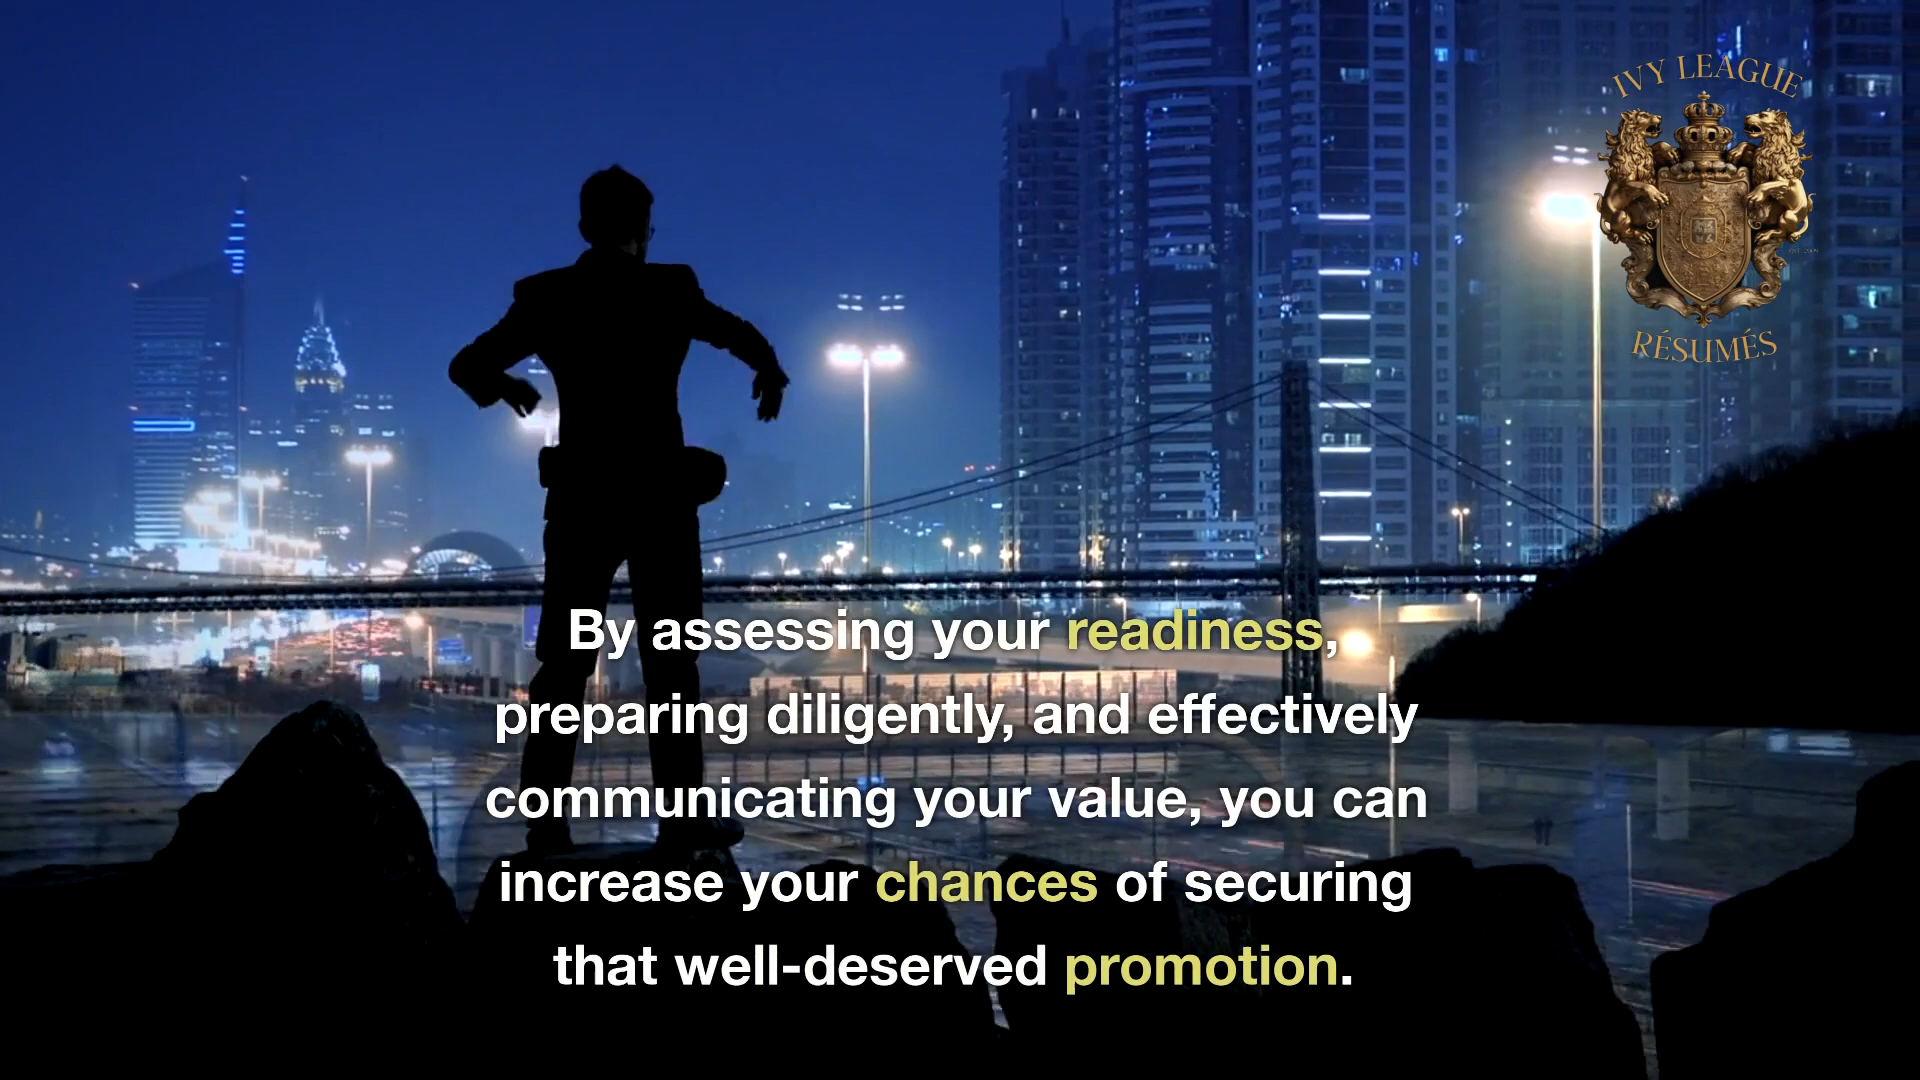 IVY LEAGUE
RÉSUMÉS
By assessing your readiness,
preparing diligently, and effectively
communicating your value, you can
increase your chances of securing
that well-deserved promotion.